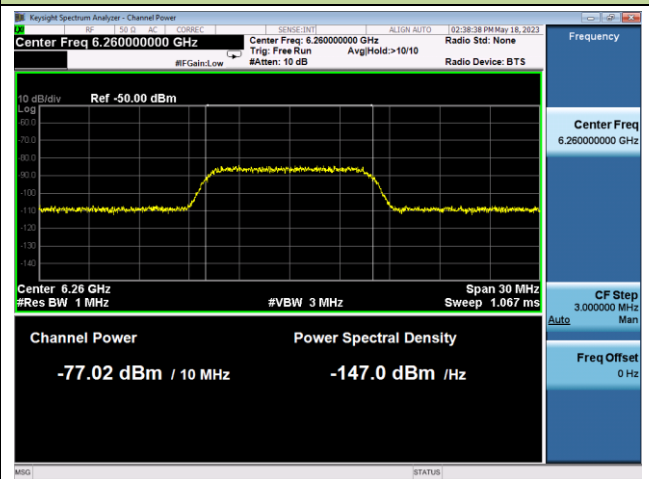 Keysight Spectrum Analyzer - Channel Power
RF 50 Ω AC CORREC SENSE:INT ALIGN AUTO 02:38:38 PM May 18, 2023
Center Freq 6.260000000 GHz
Center Freq: 6.260000000 GHz
Radio Std: None
Trig: Free Run Avg|Hold:>10/10
#IFGain:Low #Atten: 10 dB Radio Device: BTS
Frequency
10 dB/div Ref -50.00 dBm
Log
-60.0
-70.0
-80.0
-90.0
-100
-110
-120
-130
-140
Center 6.26 GHz Span 30 MHz
#Res BW 1 MHz #VBW 3 MHz Sweep 1.067 ms
Channel Power Power Spectral Density
-77.02 dBm / 10 MHz -147.0 dBm /Hz
Center Freq
6.260000000 GHz
CF Step
3.000000 MHz
Auto Man
Freq Offset
0 Hz
MSG STATUS